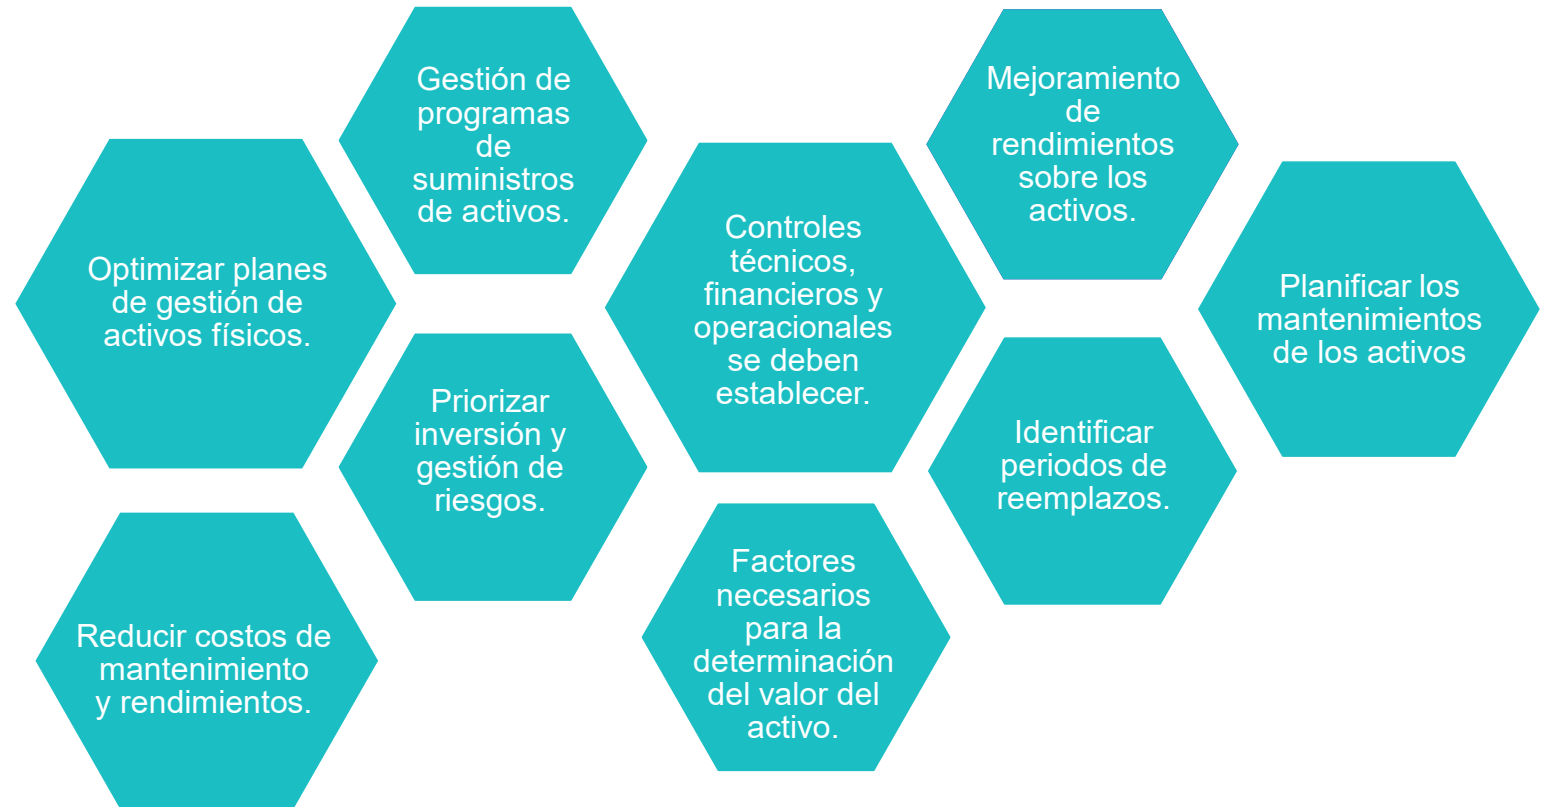 Gestión de
programas
de
suministros
de activos.
Mejoramiento
de
rendimientos
sobre los
activos.
Optimizar planes
de gestión de
activos físicos.
Controles
técnicos,
financieros y
operacionales
se deben
establecer.
Planificar los
mantenimientos
de los activos
Priorizar
inversión y
gestión de
riesgos.
Identificar
periodos de
reemplazos.
Reducir costos de
mantenimiento
y rendimientos.
Factores
necesarios
para la
determinación
del valor del
activo.